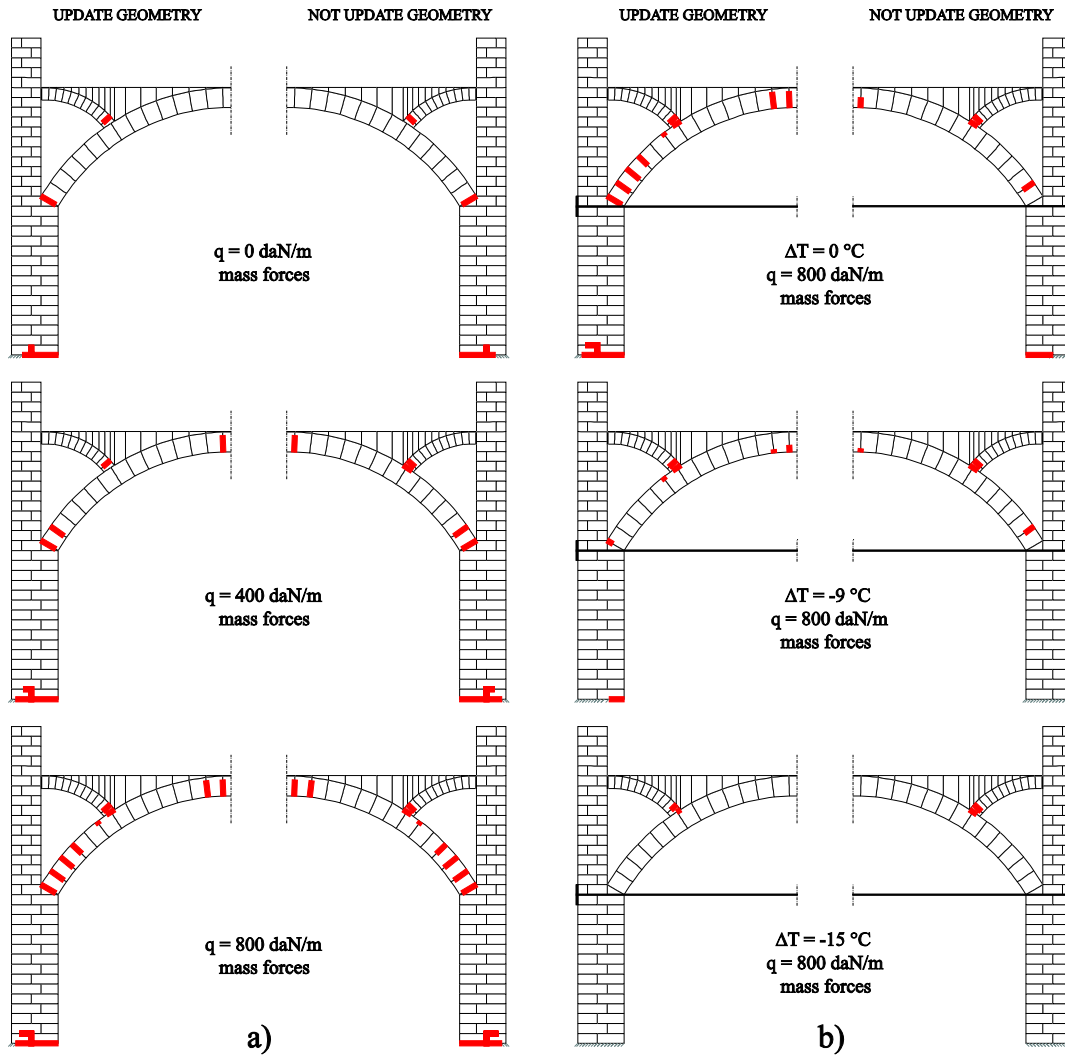 UPDATE GEOMETRY
NOT UPDATE GEOMETRY
q = 0 daN/m
mass forces
q = 400 daN/m
mass forces
q = 800 daN/m
mass forces
a)
UPDATE GEOMETRY
NOT UPDATE GEOMETRY
ΔT = 0 °C
q = 800 daN/m
mass forces
ΔT = -9 °C
q = 800 daN/m
mass forces
ΔT = -15 °C
q = 800 daN/m
mass forces
b)